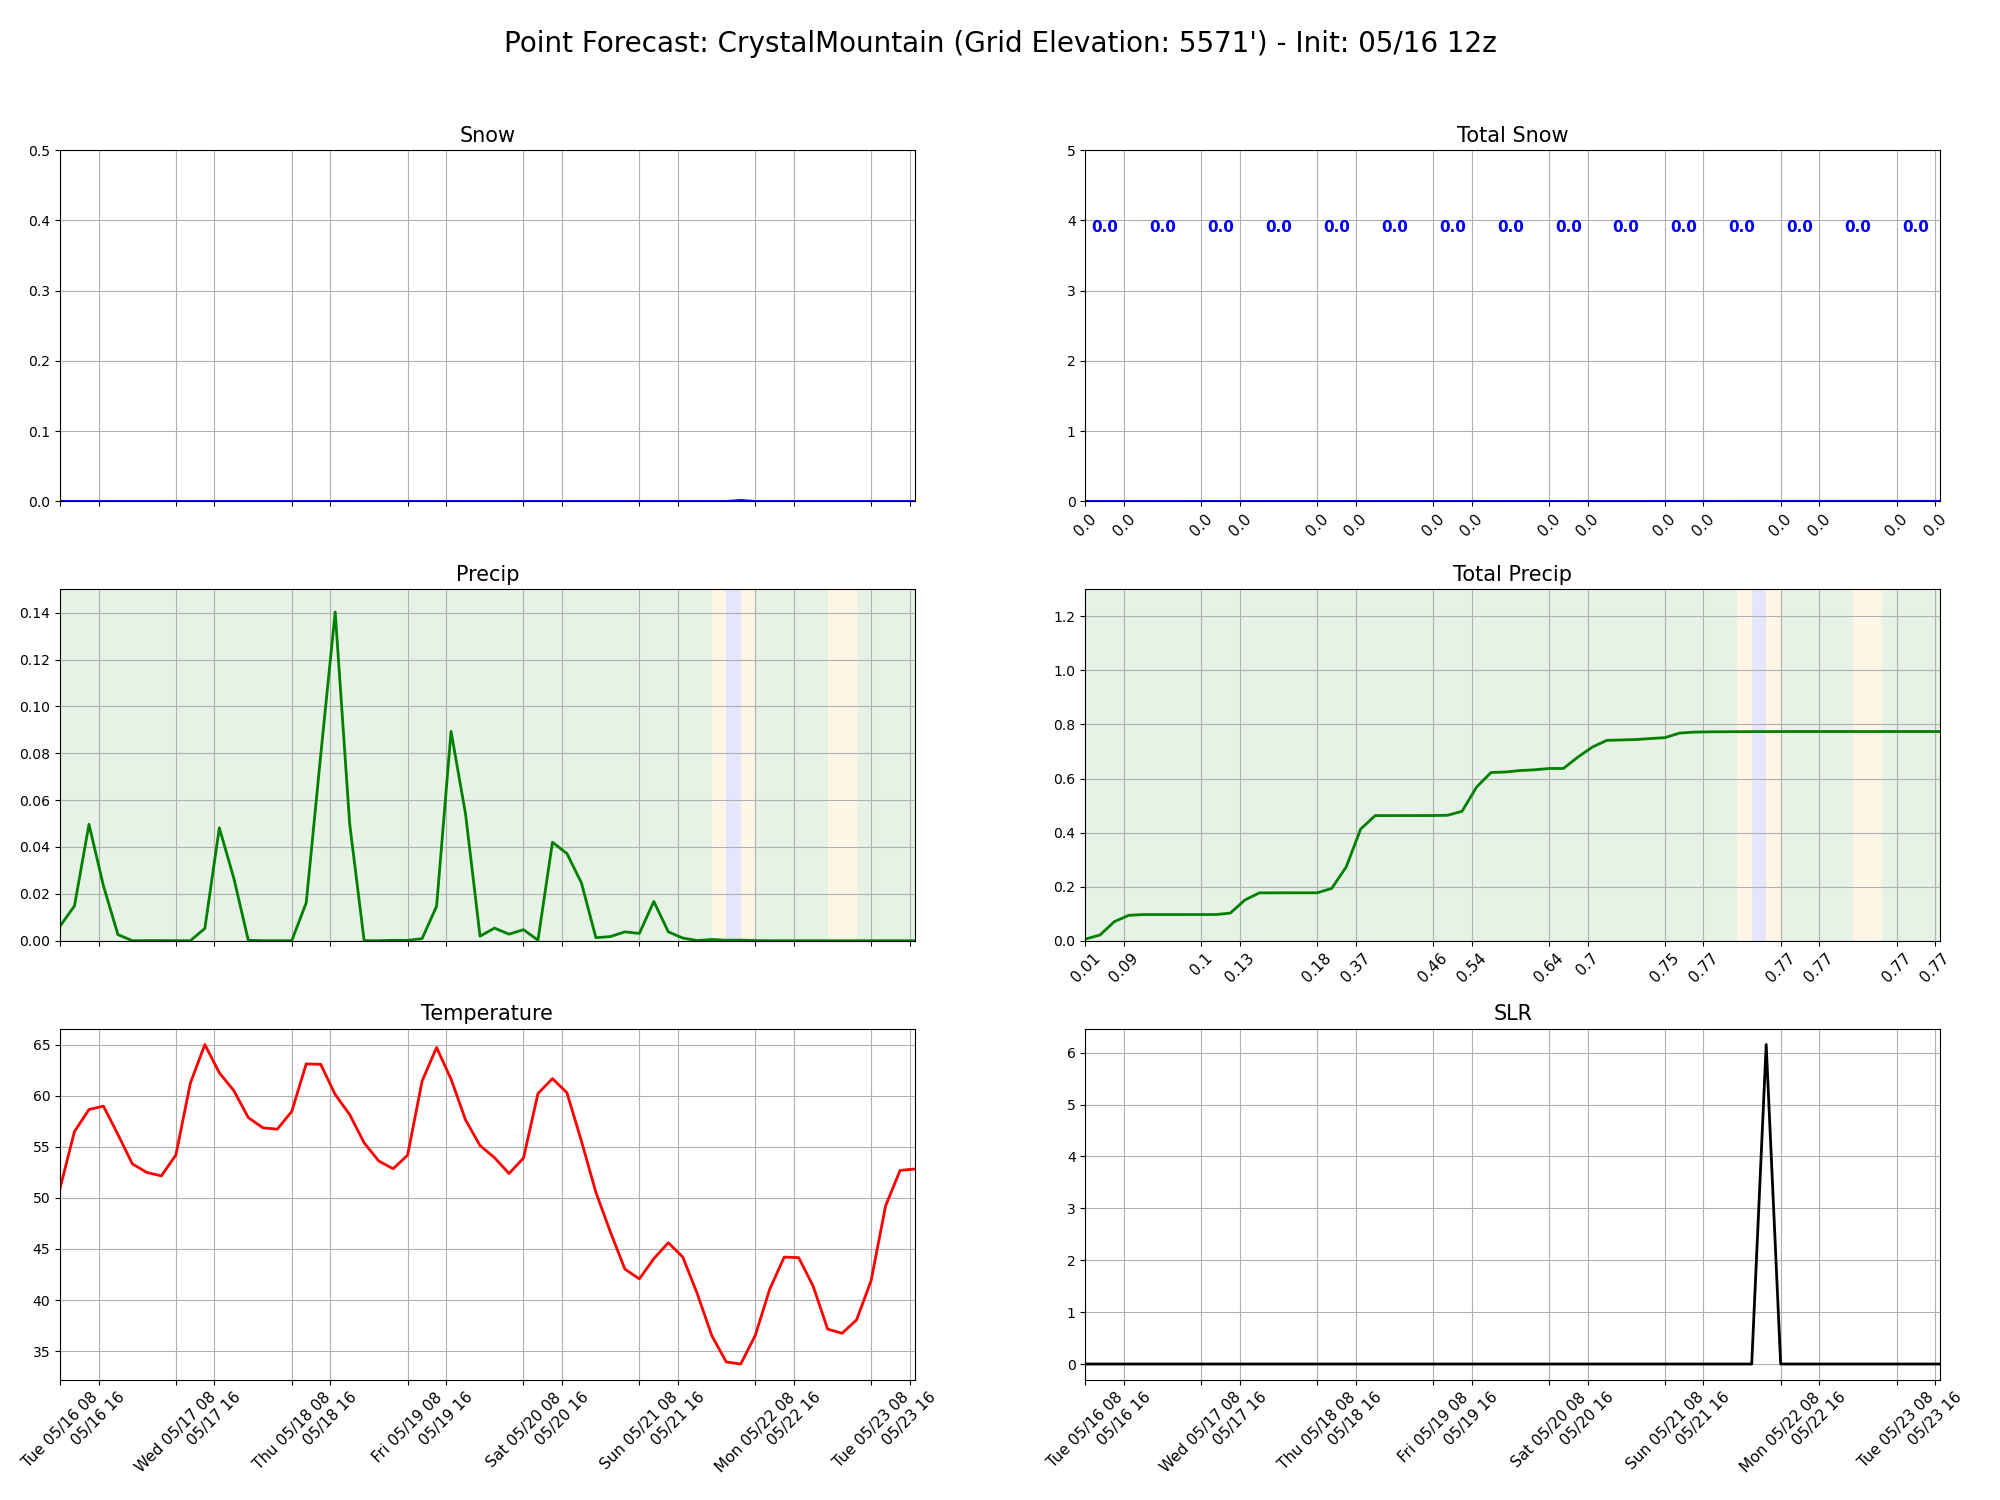 Point Forecast: CrystalMountain (Grid Elevation: 5571') - Init: 05/16 12z
Snow
0.5
0.4
0.3
0.2
0.1
0.0
Total Snow
5
4
3
2
1
0
0.0 0.0 0.0 0.0 0.0 0.0 0.0 0.0 0.0 0.0 0.0 0.0 0.0 0.0 0.0
0.0 0.0 0.0 0.0 0.0 0.0 0.0 0.0 0.0 0.0 0.0 0.0 0.0 0.0 0.0 0.0
Precip
0.14
0.12
0.10
0.08
0.06
0.04
0.02
0.00
Total Precip
1.2
1.0
0.8
0.6
0.4
0.2
0.0
0.01 0.09 0.1 0.13 0.18 0.37 0.46 0.54 0.64 0.7 0.75 0.77 0.77 0.77 0.77 0.77
Temperature
65
60
55
50
45
40
35
Tue 05/16 08
05/16 16
Wed 05/17 08
05/17 16
Thu 05/18 08
05/18 16
Fri 05/19 08
05/19 16
Sat 05/20 08
05/20 16
Sun 05/21 08
05/21 16
Mon 05/22 08
05/22 16
Tue 05/23 08
05/23 16
SLR
6
5
4
3
2
1
0
Tue 05/16 08
05/16 16
Wed 05/17 08
05/17 16
Thu 05/18 08
05/18 16
Fri 05/19 08
05/19 16
Sat 05/20 08
05/20 16
Sun 05/21 08
05/21 16
Mon 05/22 08
05/22 16
Tue 05/23 08
05/23 16